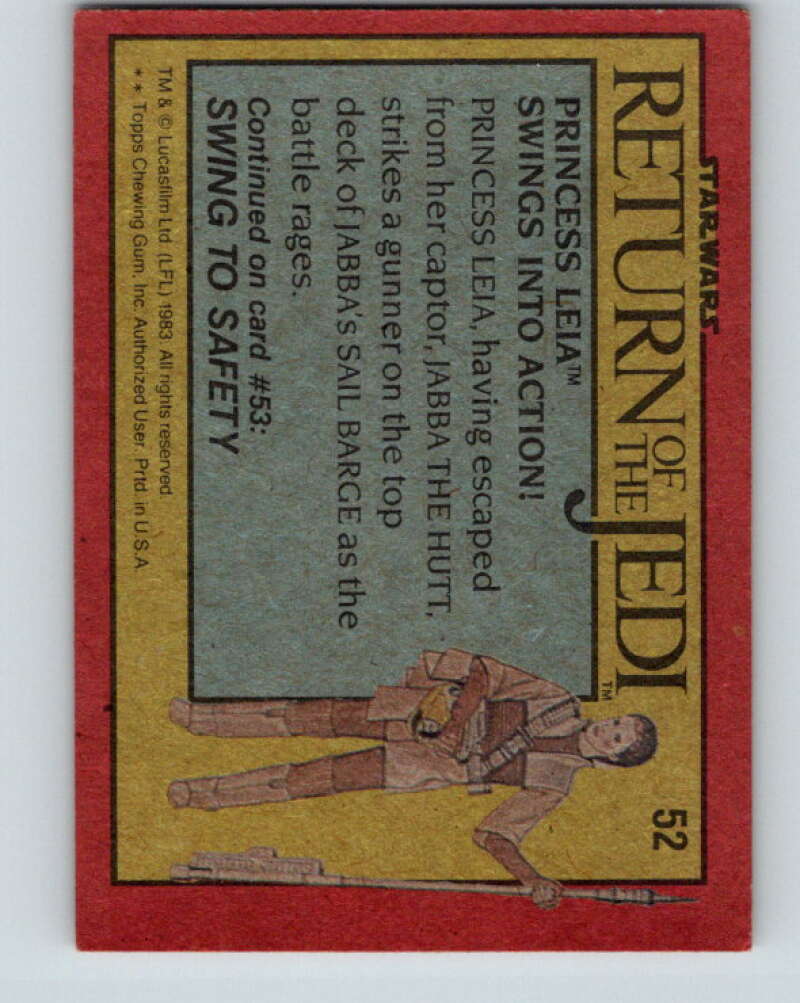 STAR WARS
RETURN OF THE JEDI™
52
PRINCESS LEIA™
SWINGS INTO ACTION!
PRINCESS LEIA, having escaped
from her captor, JABBA THE HUTT,
strikes a gunner on the top
deck of JABBA'S SAIL BARGE as the
battle rages.
Continued on card #53:
SWING TO SAFETY
TM & © Lucasfilm Ltd. (LFL) 1983. All rights reserved.
** Topps Chewing Gum, Inc. Authorized User. Prtd. in U.S.A.